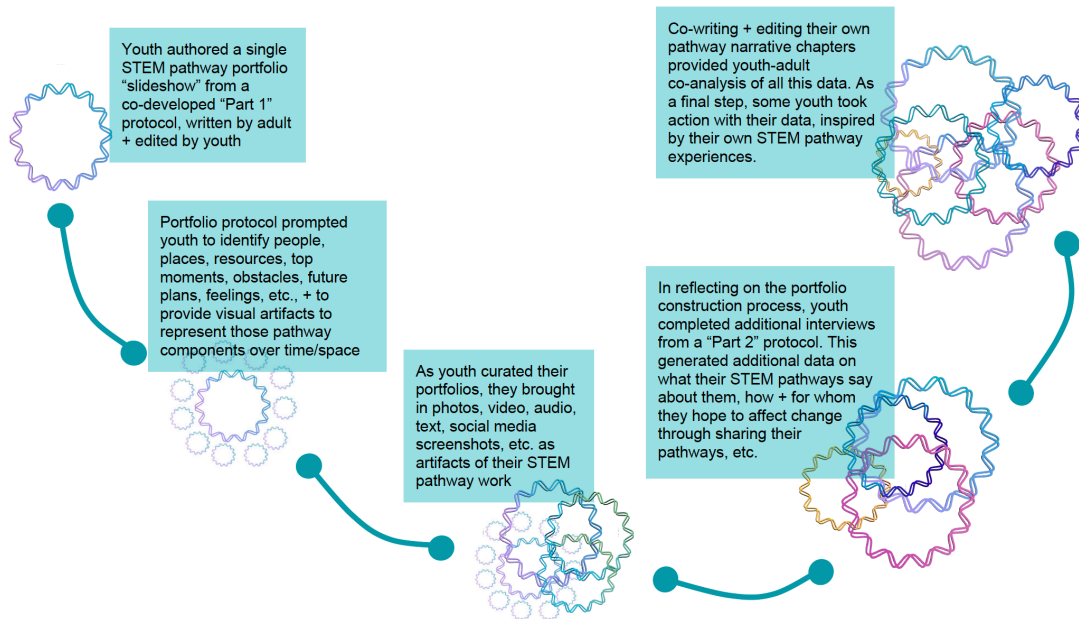 Youth authored a single
STEM pathway portfolio
“slideshow” from a
co-developed “Part 1”
protocol, written by adult
+ edited by youth
Portfolio protocol prompted
youth to identify people,
places, resources, top
moments, obstacles, future
plans, feelings, etc., + to
provide visual artifacts to
represent those pathway
components over time/space
As youth curated their
portfolios, they brought
in photos, video, audio,
text, social media
screenshots, etc. as
artifacts of their STEM
pathway work
In reflecting on the portfolio
construction process, youth
completed additional interviews
from a “Part 2” protocol. This
generated additional data on
what their STEM pathways say
about them, how + for whom
they hope to affect change
through sharing their
pathways, etc.
Co-writing + editing their own
pathway narrative chapters
provided youth-adult
co-analysis of all this data. As
a final step, some youth took
action with their data, inspired
by their own STEM pathway
experiences.